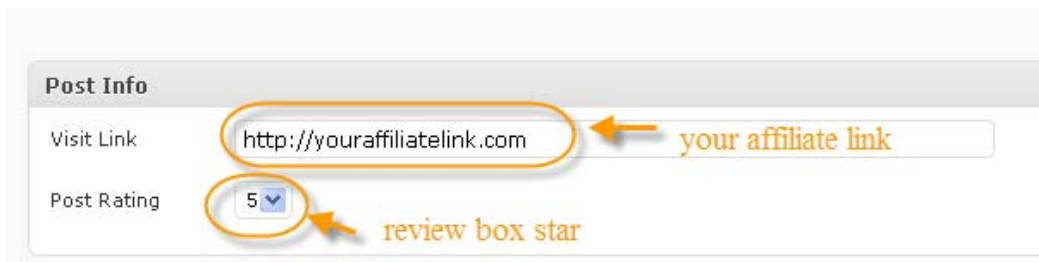 Post Info
Visit Link http://youraffiliatelink.com your affiliate link
Post Rating 5
review box star